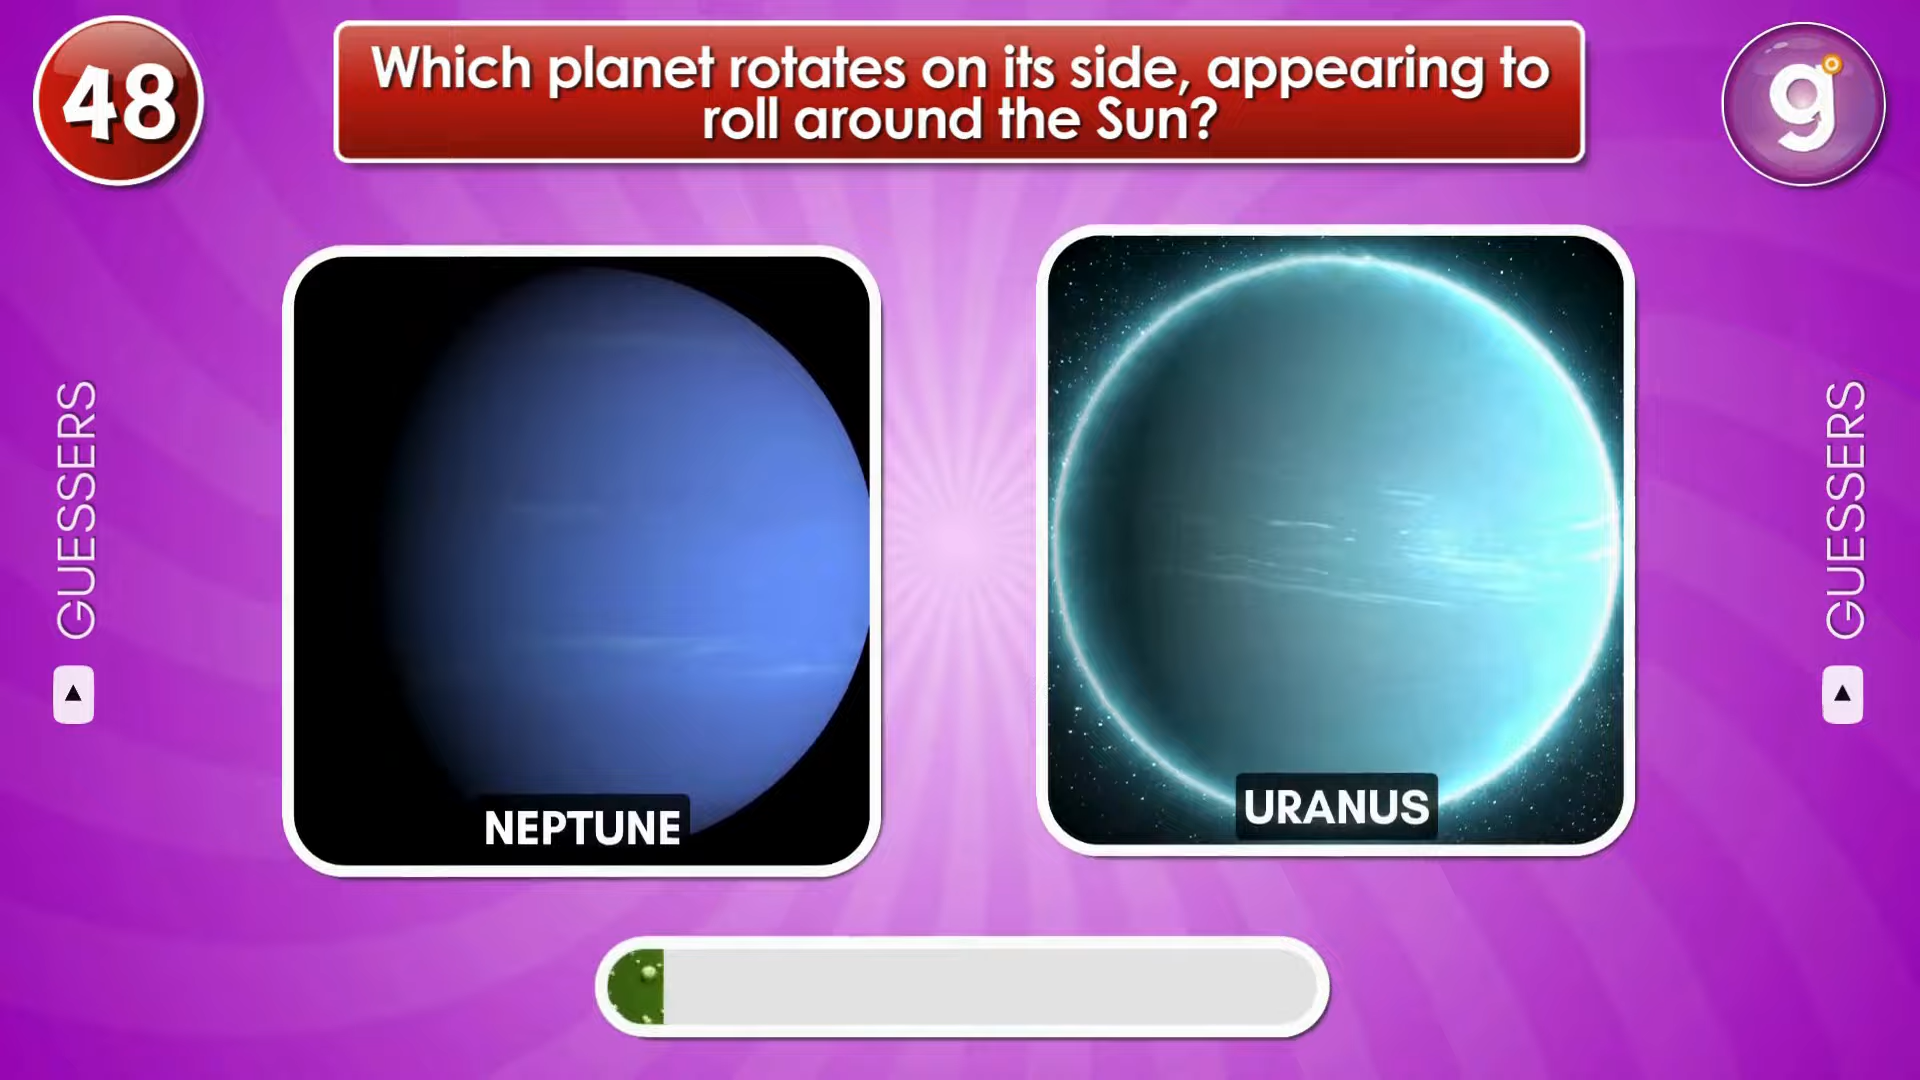 48
Which planet rotates on its side, appearing to
roll around the Sun?
g
GUESSERS
NEPTUNE
URANUS
GUESSERS